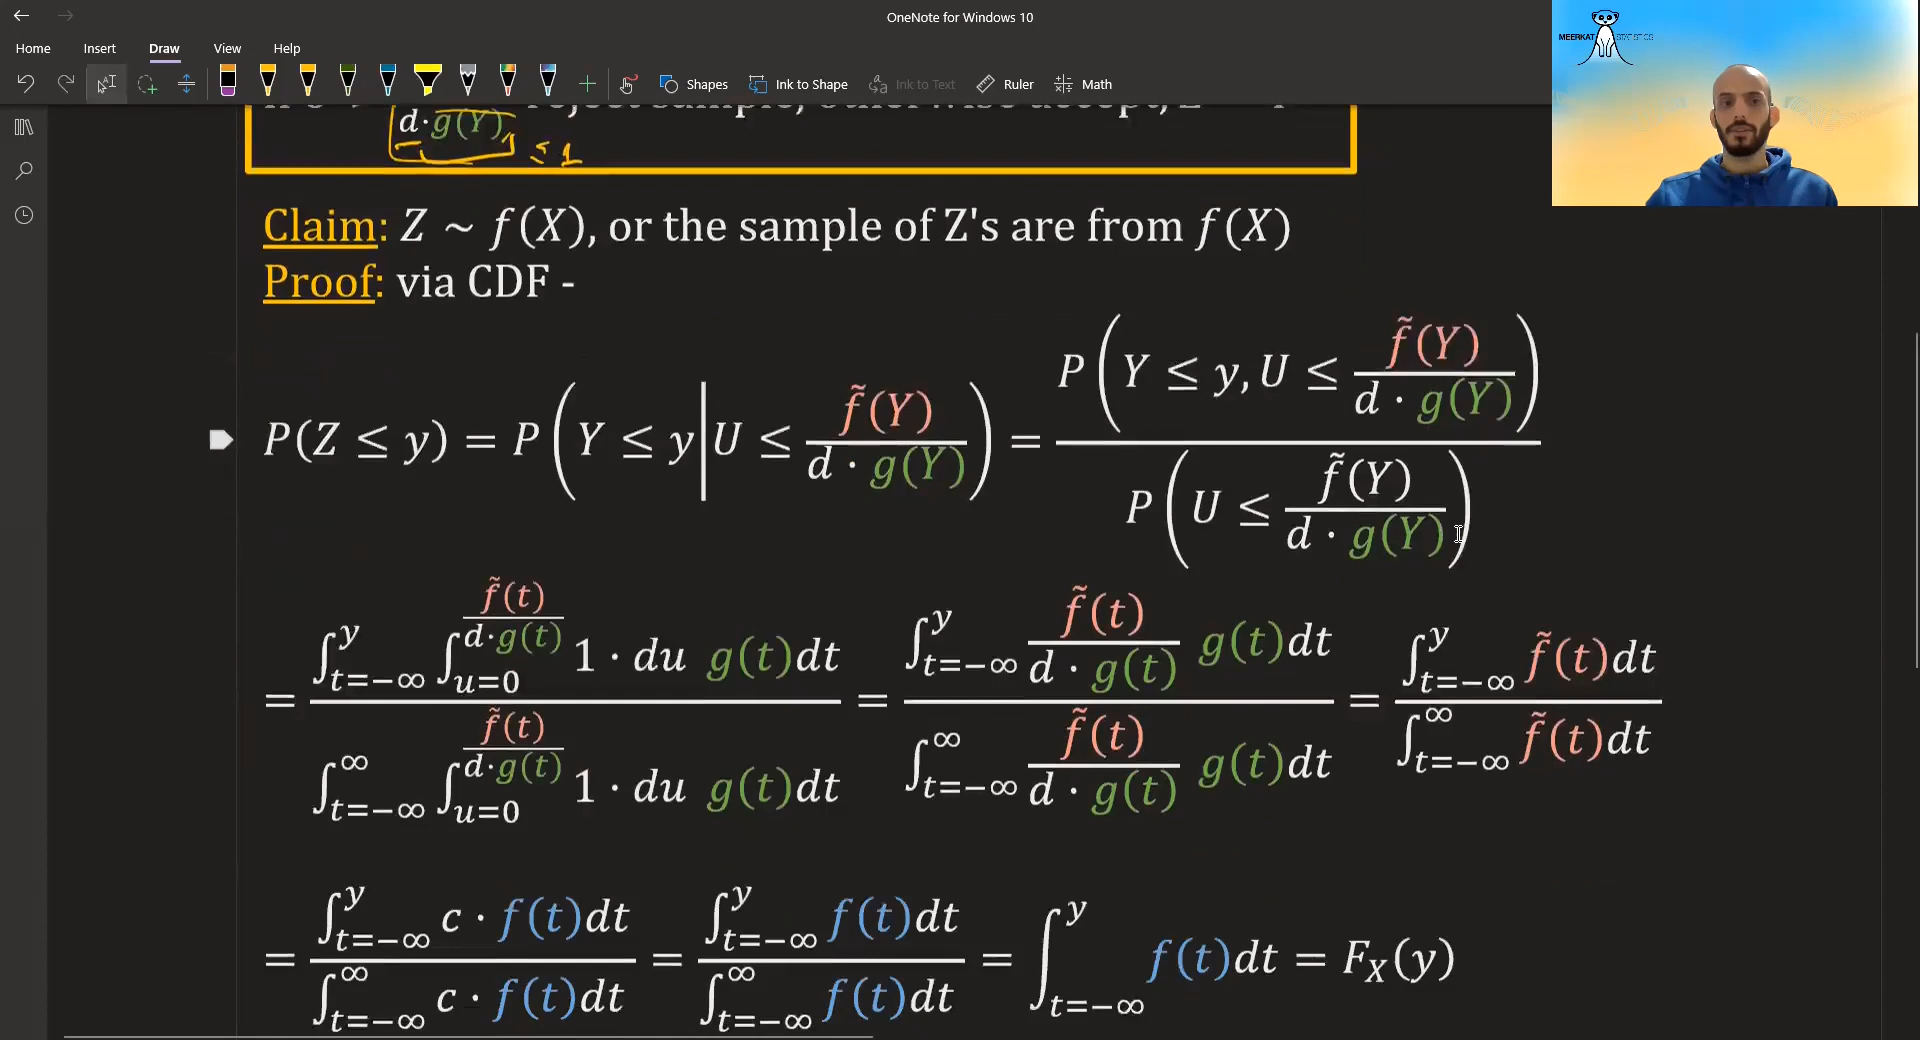 OneNote for Windows 10
Home Insert Draw View Help
Shapes Ink to Shape Ink to Text Ruler Math
MEERKAT STATISTICS
d·g(Y)
≤ 1
Claim: Z ~ f(X), or the sample of Z's are from f(X)
Proof: via CDF -
P(Z ≤ y) = P(Y ≤ y | U ≤ f̃(Y) / (d · g(Y))) = P(Y ≤ y, U ≤ f̃(Y) / (d · g(Y))) / P(U ≤ f̃(Y) / (d · g(Y)))
= ∫_{t=−∞}^{y} ∫_{u=0}^{f̃(t)/(d·g(t))} 1 · du g(t)dt / ∫_{t=−∞}^{∞} ∫_{u=0}^{f̃(t)/(d·g(t))} 1 · du g(t)dt = ∫_{t=−∞}^{y} f̃(t)/(d · g(t)) g(t)dt / ∫_{t=−∞}^{∞} f̃(t)/(d · g(t)) g(t)dt = ∫_{t=−∞}^{y} f̃(t)dt / ∫_{t=−∞}^{∞} f̃(t)dt
= ∫_{t=−∞}^{y} c · f(t)dt / ∫_{t=−∞}^{∞} c · f(t)dt = ∫_{t=−∞}^{y} f(t)dt / ∫_{t=−∞}^{∞} f(t)dt = ∫_{t=−∞}^{y} f(t)dt = F_X(y)